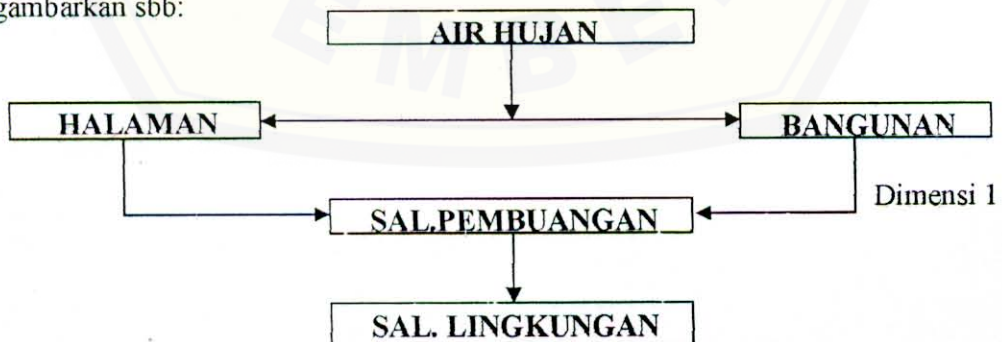 gambarkan sbb:
AIR HUJAN
HALAMAN
BANGUNAN
Dimensi 1
SAL.PEMBUANGAN
SAL. LINGKUNGAN